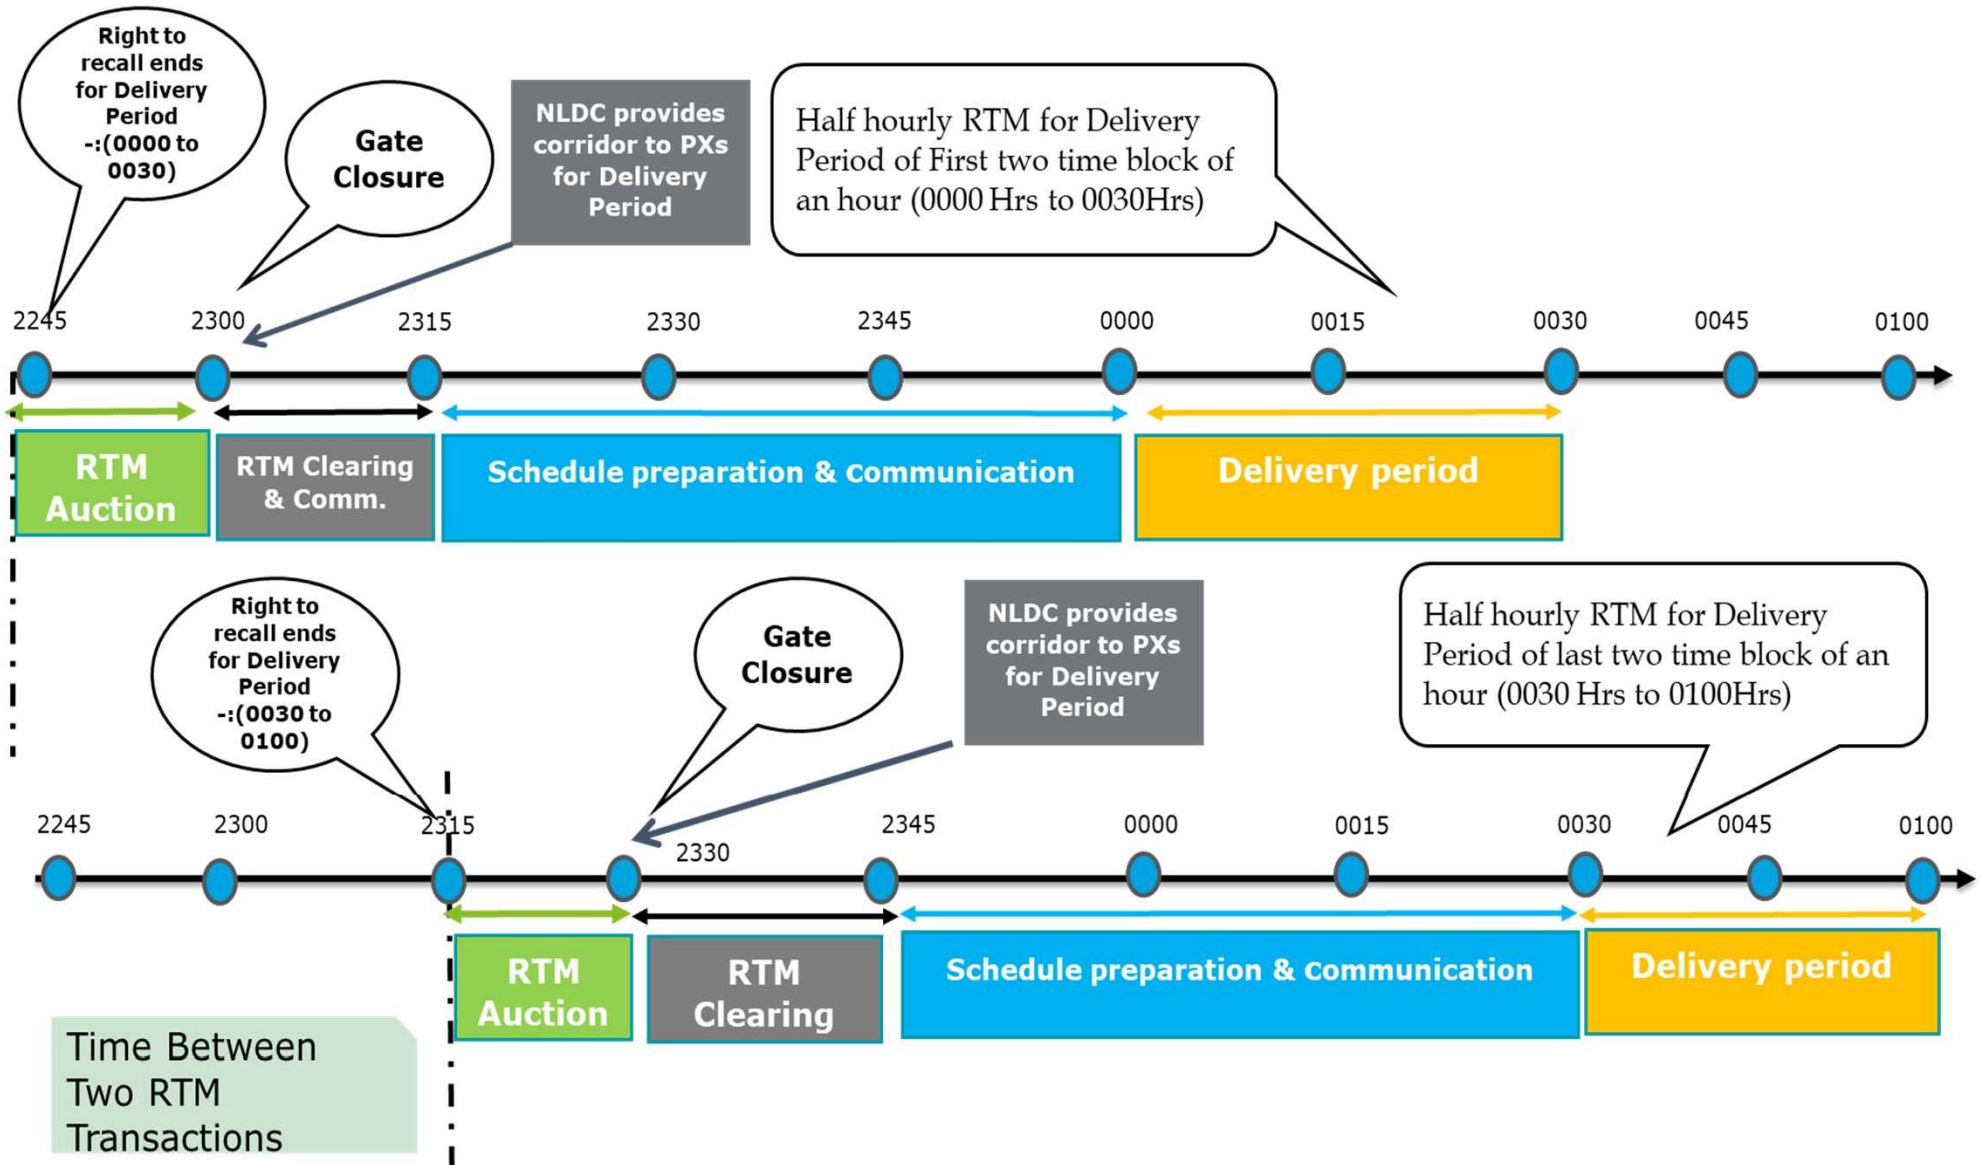 Right to
recall ends
for Delivery
Period
-:(0000 to
0030)
Gate
Closure
NLDC provides
corridor to PXs
for Delivery
Period
Half hourly RTM for Delivery
Period of First two time block of
an hour (0000 Hrs to 0030Hrs)
2245 2300 2315 2330 2345 0000 0015 0030 0045 0100
RTM
Auction
RTM Clearing
& Comm.
Schedule preparation & communication
Delivery period
Right to
recall ends
for Delivery
Period
-:(0030 to
0100)
Gate
Closure
NLDC provides
corridor to PXs
for Delivery
Period
Half hourly RTM for Delivery
Period of last two time block of an
hour (0030 Hrs to 0100Hrs)
2245 2300 2315 2330 2345 0000 0015 0030 0045 0100
RTM
Auction
RTM
Clearing
Schedule preparation & communication
Delivery period
Time Between
Two RTM
Transactions